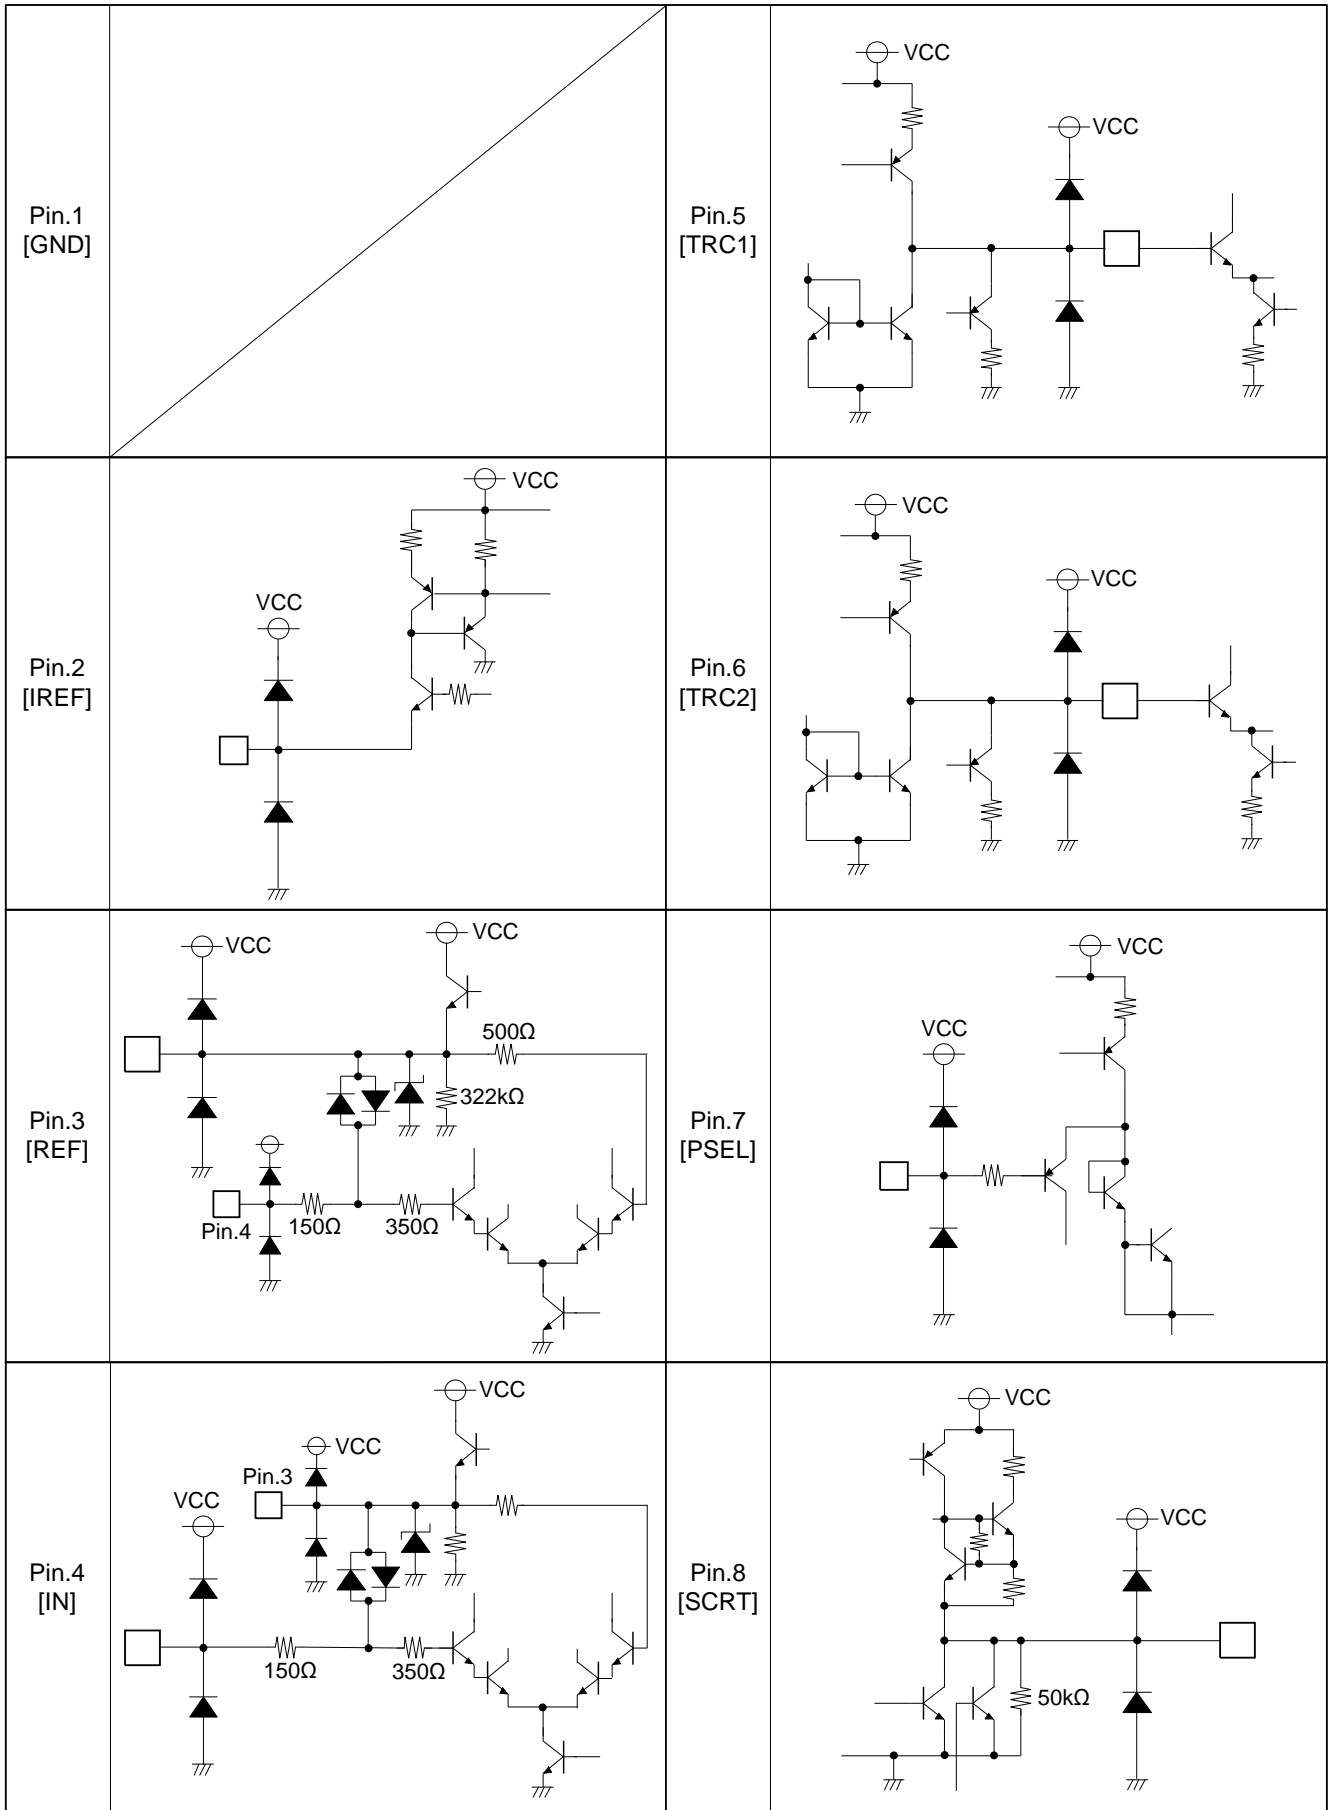 Pin.1
[GND]
Pin.5
[TRC1]
VCC
VCC
Pin.2
[IREF]
VCC
VCC
Pin.6
[TRC2]
VCC
VCC
Pin.3
[REF]
VCC
VCC
500Ω
322kΩ
Pin.4
150Ω
350Ω
Pin.7
[PSEL]
VCC
VCC
Pin.4
[IN]
VCC
VCC
Pin.3
VCC
150Ω
350Ω
Pin.8
[SCRT]
VCC
VCC
50kΩ